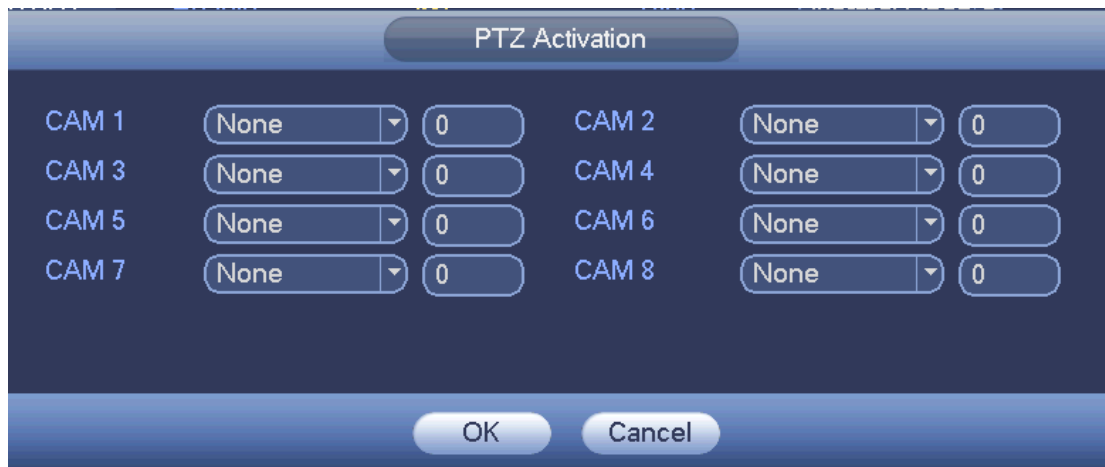 PTZ Activation
CAM 1 None 0 CAM 2 None 0
CAM 3 None 0 CAM 4 None 0
CAM 5 None 0 CAM 6 None 0
CAM 7 None 0 CAM 8 None 0
OK Cancel